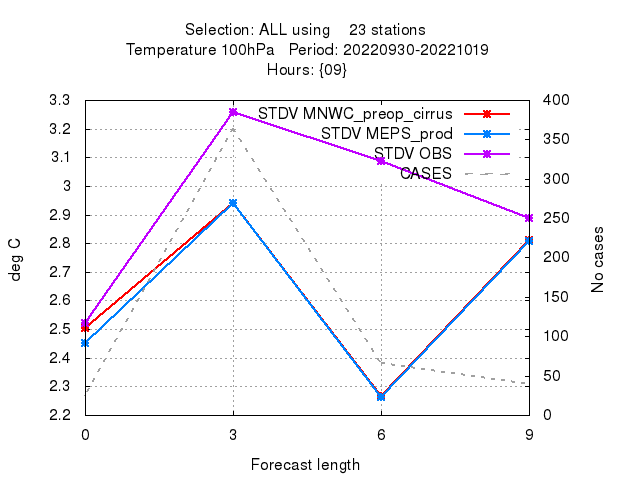 Selection: ALL using 23 stations
Temperature 100hPa Period: 20220930-20221019
Hours: {09}
STDV MNWC_preop_cirrus
STDV MEPS_prod
STDV OBS
CASES
3.3
3.2
3.1
3
2.9
2.8
2.7
2.6
2.5
2.4
2.3
2.2
deg C
400
350
300
250
200
150
100
50
0
No cases
0 3 6 9
Forecast length